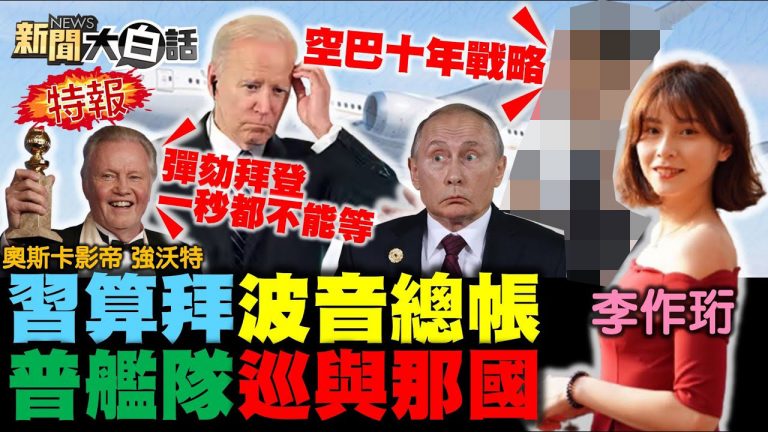 NEWS
新聞大白話
特報
空巴十年戰略
彈劾拜登
一秒都不能等
奧斯卡影帝 強沃特
李作珩
習算拜波音總帳
普艦隊巡與那國